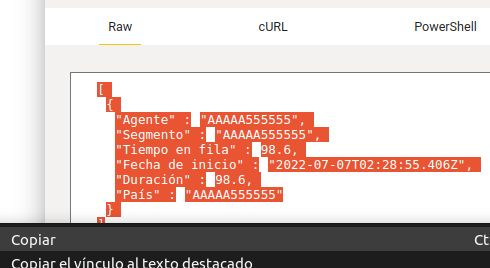 Raw cURL PowerShell
[
{
"Agente" : "AAAAA555555",
"Segmento" : "AAAAA555555",
"Tiempo en fila" : 98.6,
"Fecha de inicio" : "2022-07-07T02:28:55.406Z",
"Duración" : 98.6,
"País" : "AAAAA555555"
}
]
Copiar Ct
Copiar el vínculo al texto destacado